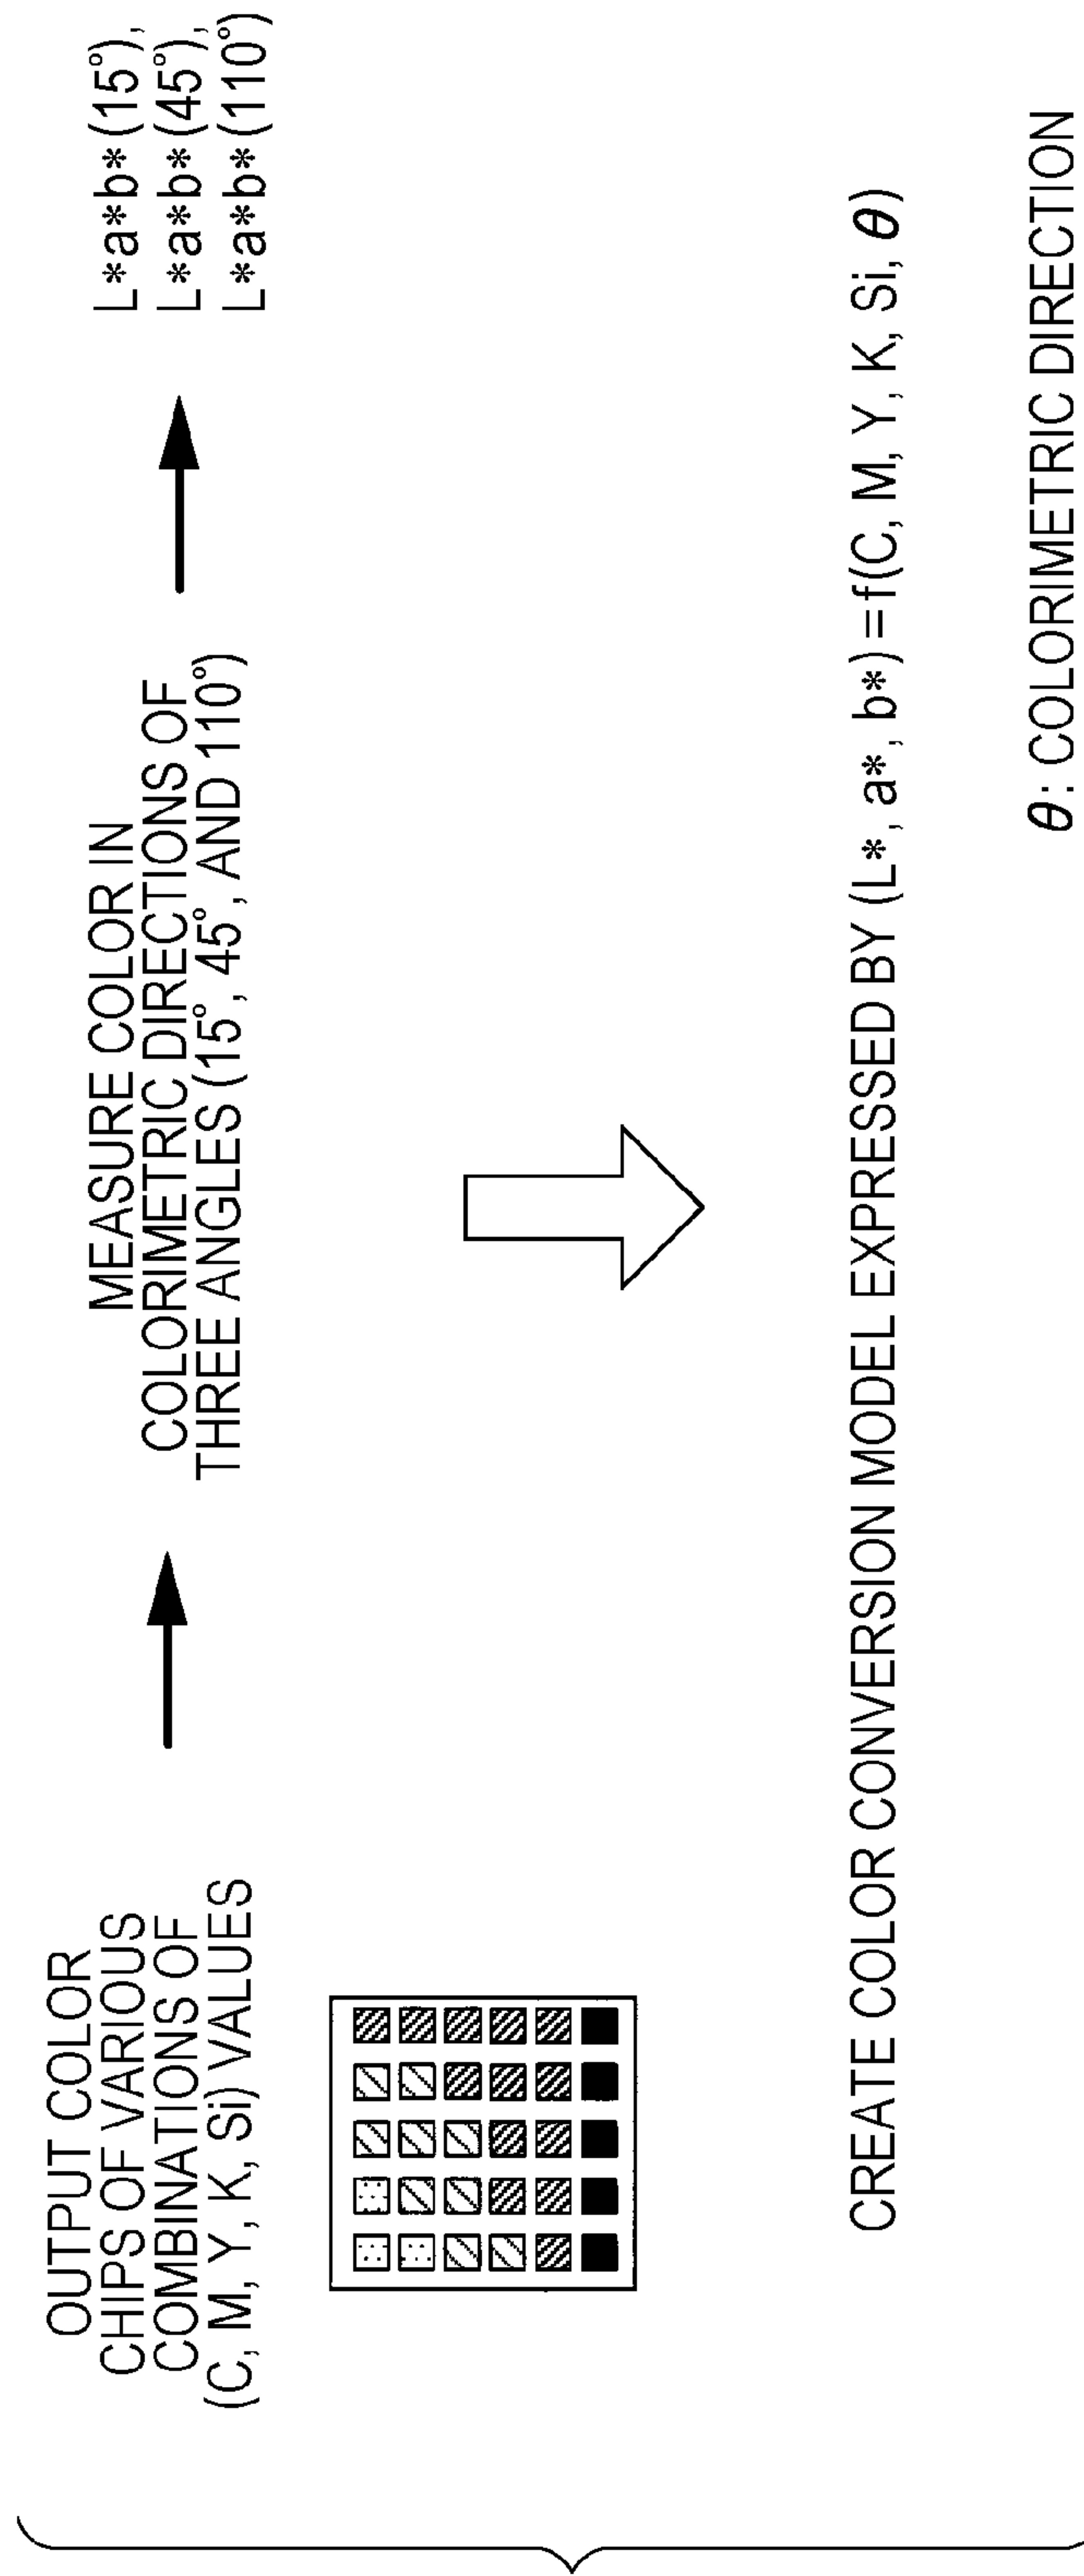 OUTPUT COLOR
CHIPS OF VARIOUS
COMBINATIONS OF
(C, M, Y, K, Si) VALUES
MEASURE COLOR IN
COLORIMETRIC DIRECTIONS OF
THREE ANGLES (15°, 45°, AND 110°)
L*a*b* (15°),
L*a*b* (45°),
L*a*b* (110°)
CREATE COLOR CONVERSION MODEL EXPRESSED BY (L*, a*, b*) = f(C, M, Y, K, Si, θ)
θ: COLORIMETRIC DIRECTION